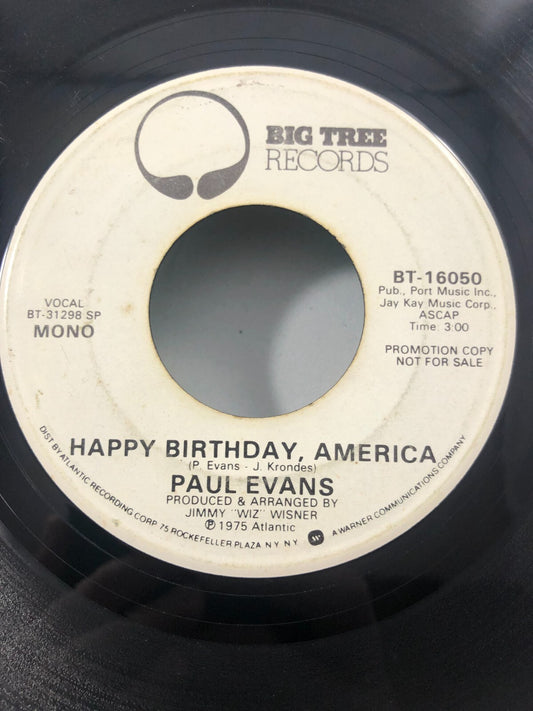 BIG TREE
RECORDS
BT-16050
Pub., Port Music Inc.,
Jay Kay Music Corp.,
ASCAP
Time: 3:00
PROMOTION COPY
NOT FOR SALE
VOCAL
BT-31298 SP
MONO
HAPPY BIRTHDAY, AMERICA
(P. Evans - J. Krondes)
PAUL EVANS
PRODUCED & ARRANGED BY
JIMMY "WIZ" WISNER
Ⓟ 1975 Atlantic
DIST BY ATLANTIC RECORDING CORP 75 ROCKEFELLER PLAZA N Y N Y. W A WARNER COMMUNICATIONS COMPANY